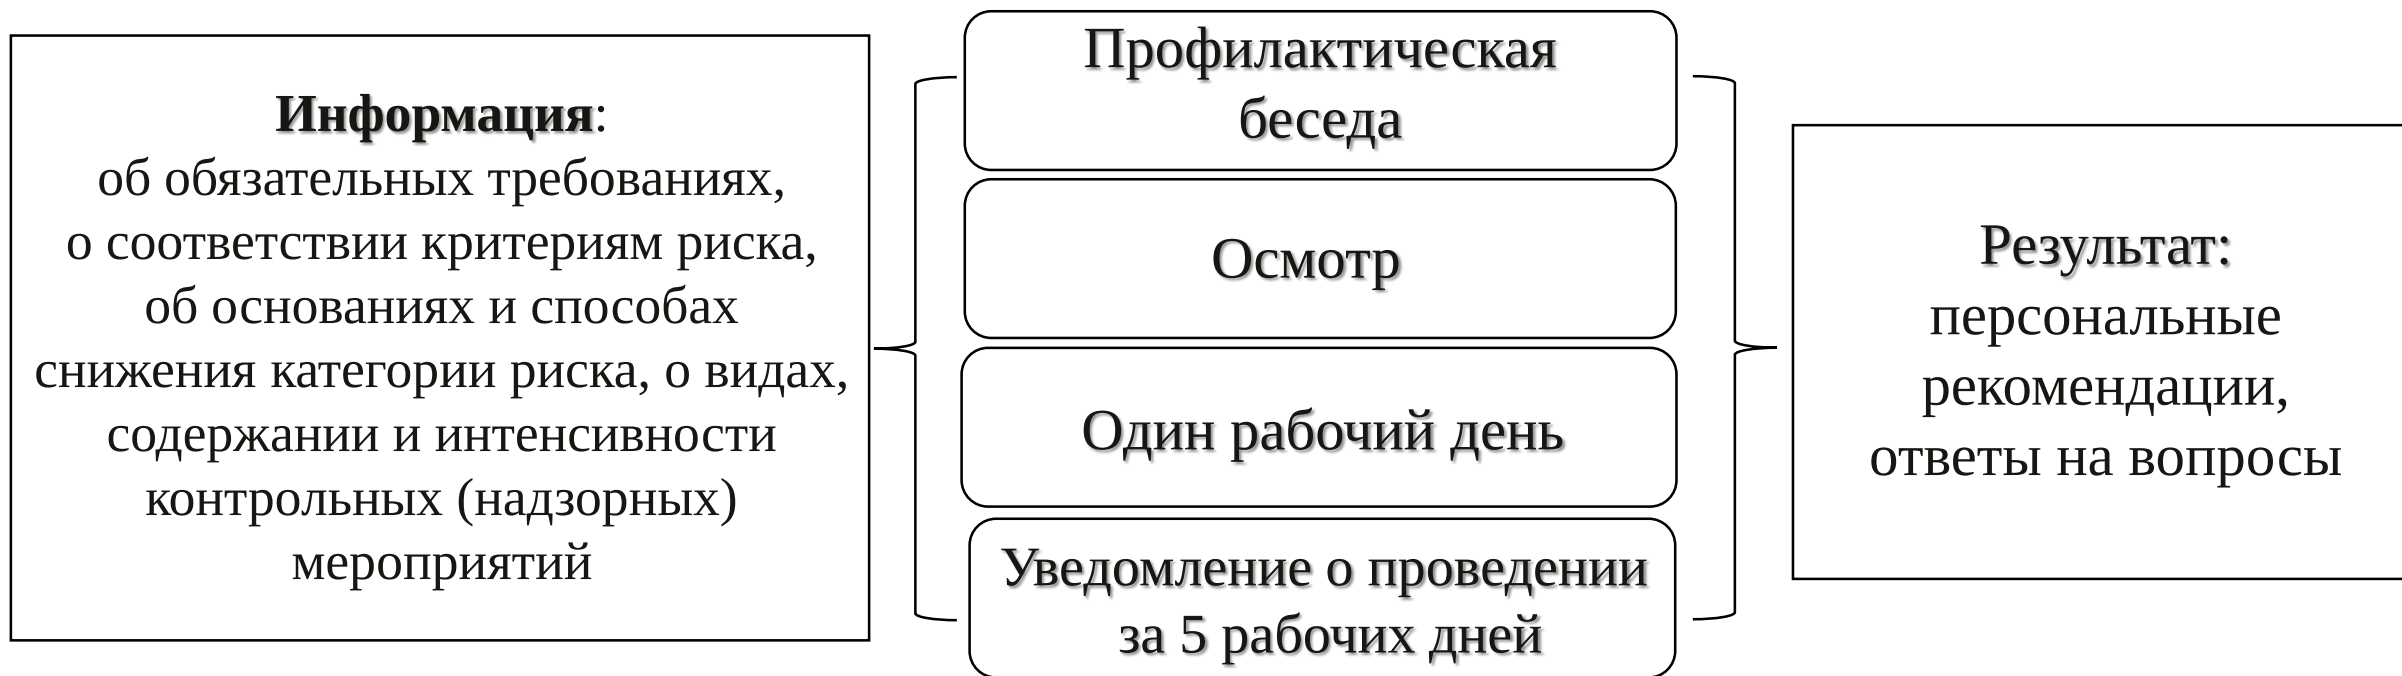 Информация:
об обязательных требованиях,
о соответствии критериям риска,
об основаниях и способах
снижения категории риска, о видах,
содержании и интенсивности
контрольных (надзорных)
мероприятий
Профилактическая
беседа
Осмотр
Один рабочий день
Уведомление о проведении
за 5 рабочих дней
Результат:
персональные
рекомендации,
ответы на вопросы